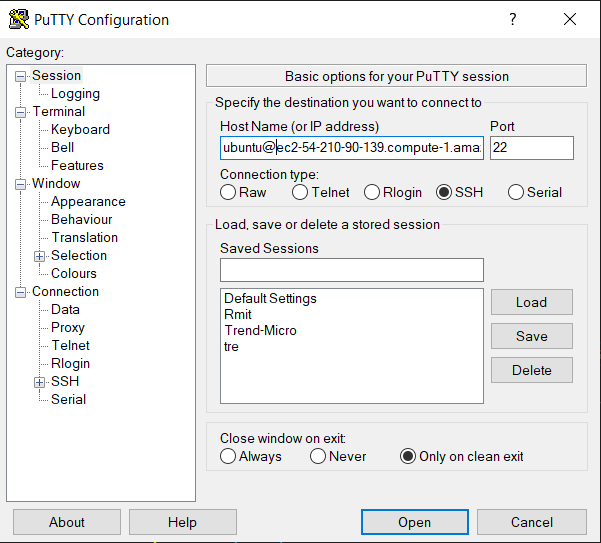 PuTTY Configuration
?
Category:
Session
Logging
Terminal
Keyboard
Bell
Features
Window
Appearance
Behaviour
Translation
Selection
Colours
Connection
Data
Proxy
Telnet
Rlogin
SSH
Serial
Basic options for your PuTTY session
Specify the destination you want to connect to
Host Name (or IP address) Port
ubuntu@ec2-54-210-90-139.compute-1.ama 22
Connection type:
Raw Telnet Rlogin SSH Serial
Load, save or delete a stored session
Saved Sessions
Default Settings
Rmit
Trend-Micro
tre
Load
Save
Delete
Close window on exit:
Always Never Only on clean exit
About Help Open Cancel